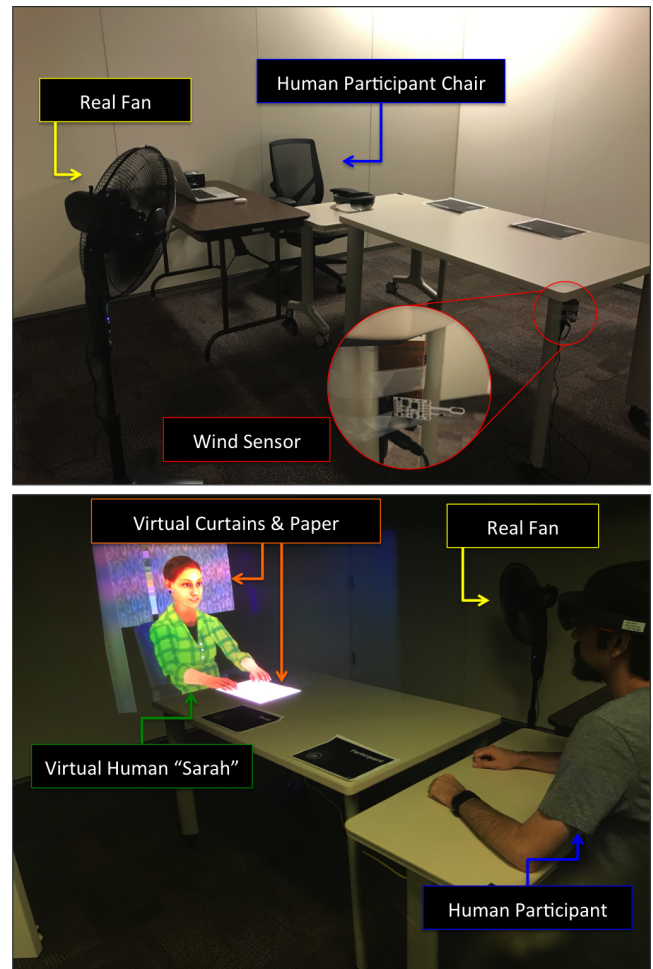 Human Participant Chair
Real Fan
Wind Sensor
Virtual Curtains & Paper
Real Fan
Participant
Virtual Human “Sarah”
Human Participant